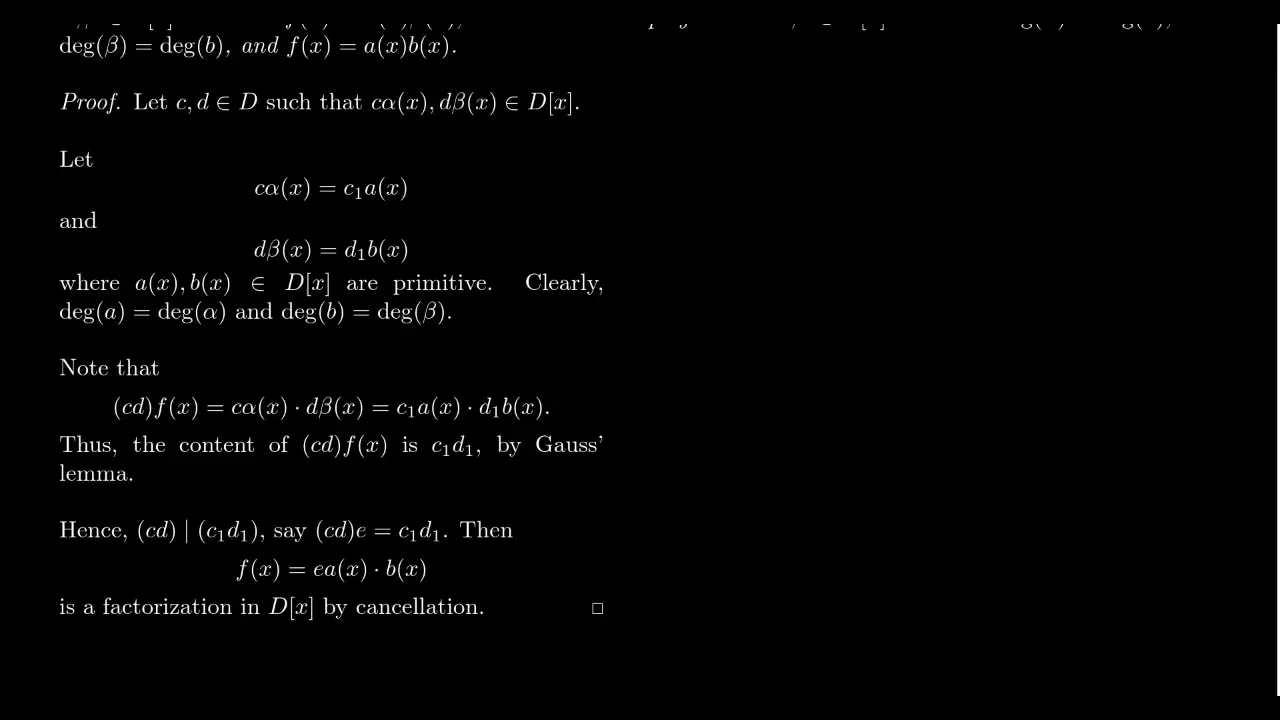 deg(β) = deg(b), and f(x) = a(x)b(x).
Proof. Let c, d ∈ D such that cα(x), dβ(x) ∈ D[x].
Let
cα(x) = c₁a(x)
and
dβ(x) = d₁b(x)
where a(x), b(x) ∈ D[x] are primitive. Clearly,
deg(a) = deg(α) and deg(b) = deg(β).
Note that
(cd)f(x) = cα(x) · dβ(x) = c₁a(x) · d₁b(x).
Thus, the content of (cd)f(x) is c₁d₁, by Gauss'
lemma.
Hence, (cd) | (c₁d₁), say (cd)e = c₁d₁. Then
f(x) = ea(x) · b(x)
is a factorization in D[x] by cancellation. □